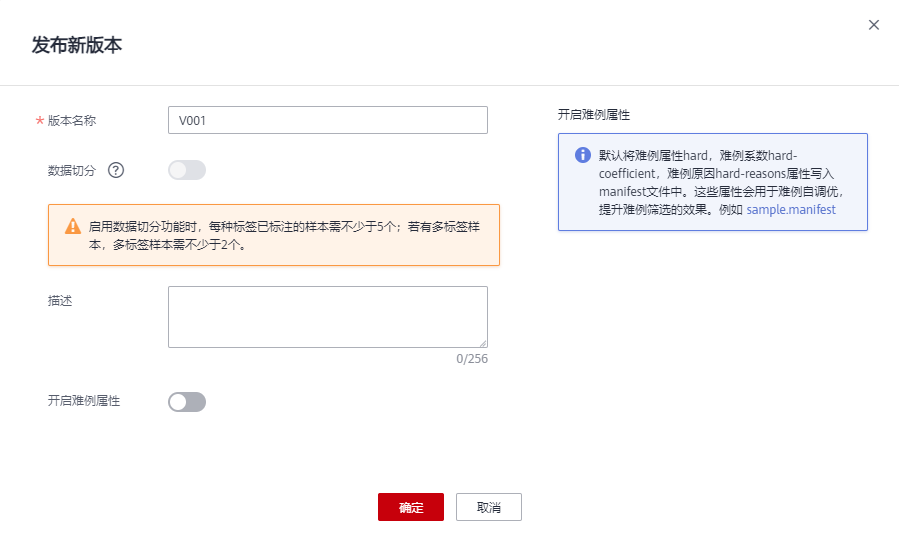 发布新版本
* 版本名称
V001
数据切分
启用数据切分功能时，每种标签已标注的样本需不少于5个；若有多标签样
本，多标签样本需不少于2个。
描述
0/256
开启难例属性
开启难例属性
默认将难例属性hard，难例系数hard-
coefficient，难例原因hard-reasons属性写入
manifest文件中。这些属性会用于难例自调优，
提升难例筛选的效果。例如 sample.manifest
确定
取消